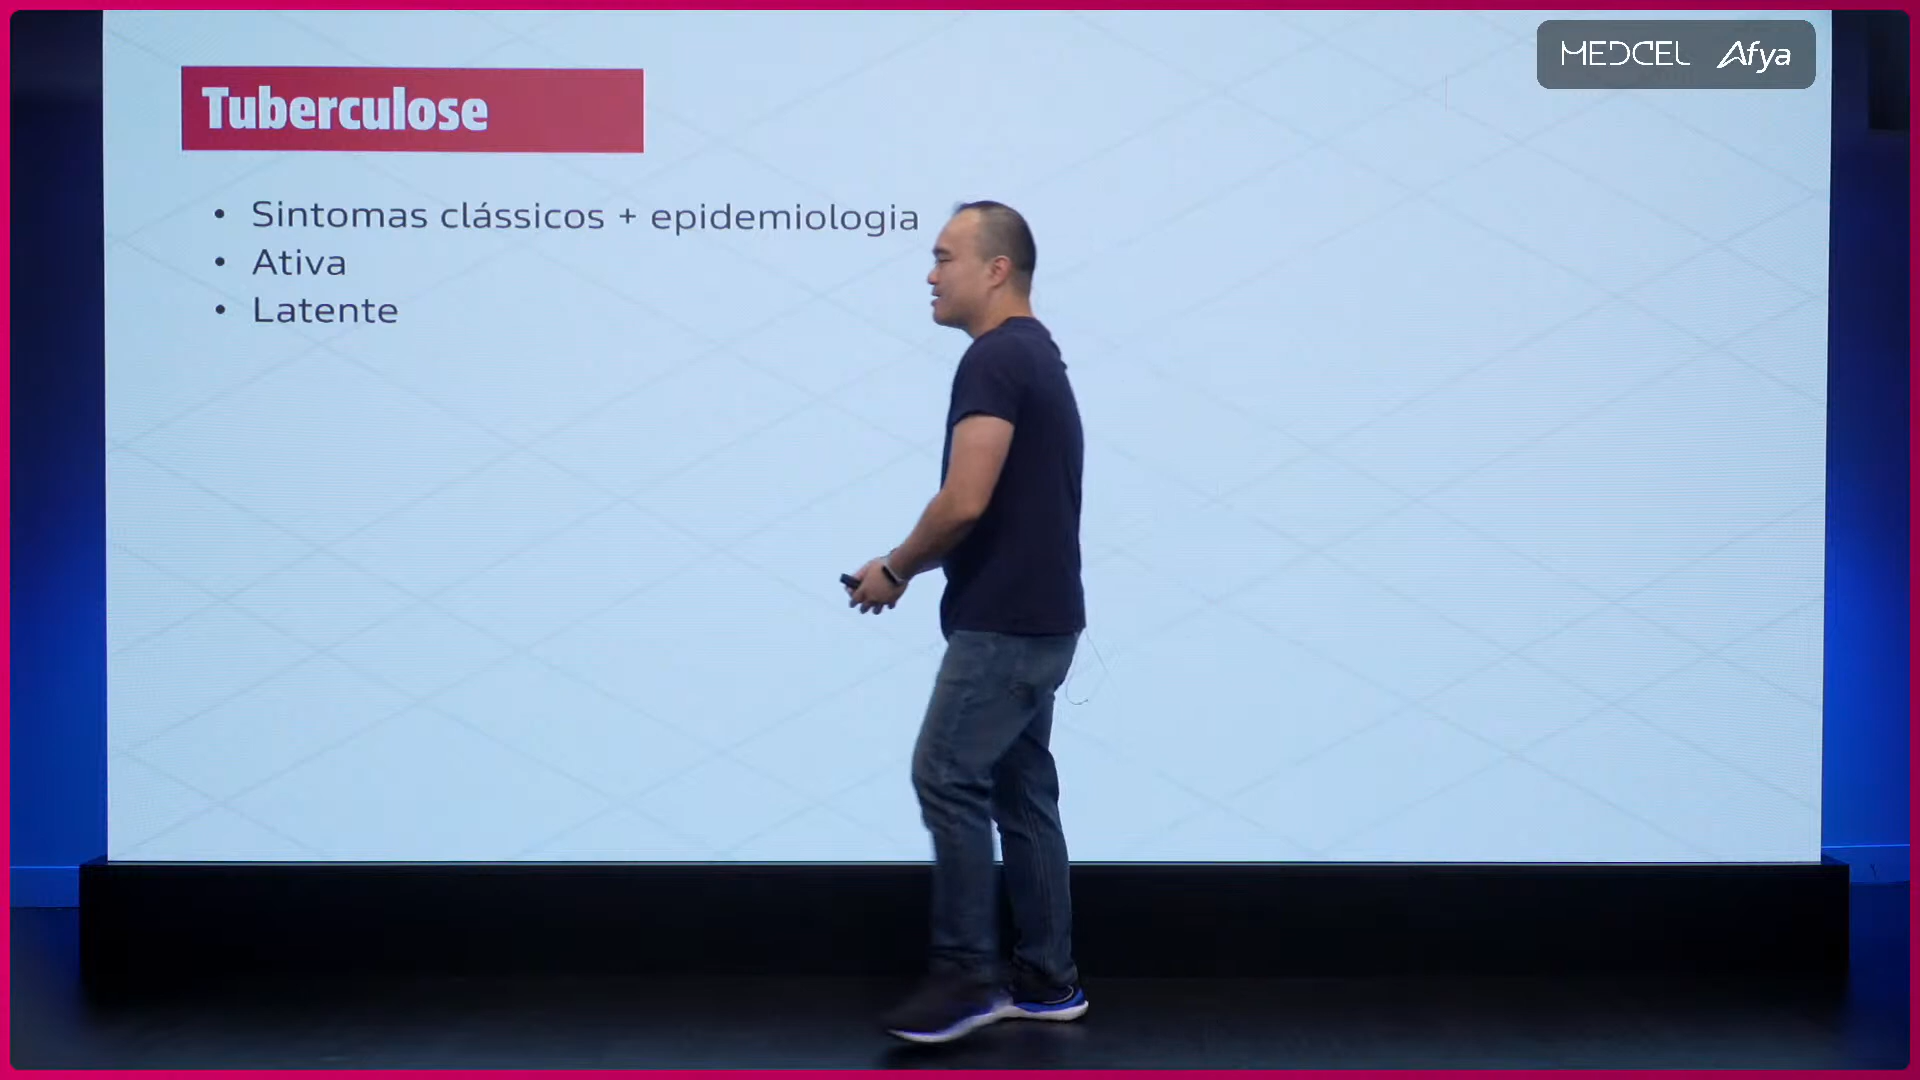 MEDCEL Afya
Tuberculose
• Sintomas clássicos + epidemiologia
• Ativa
• Latente